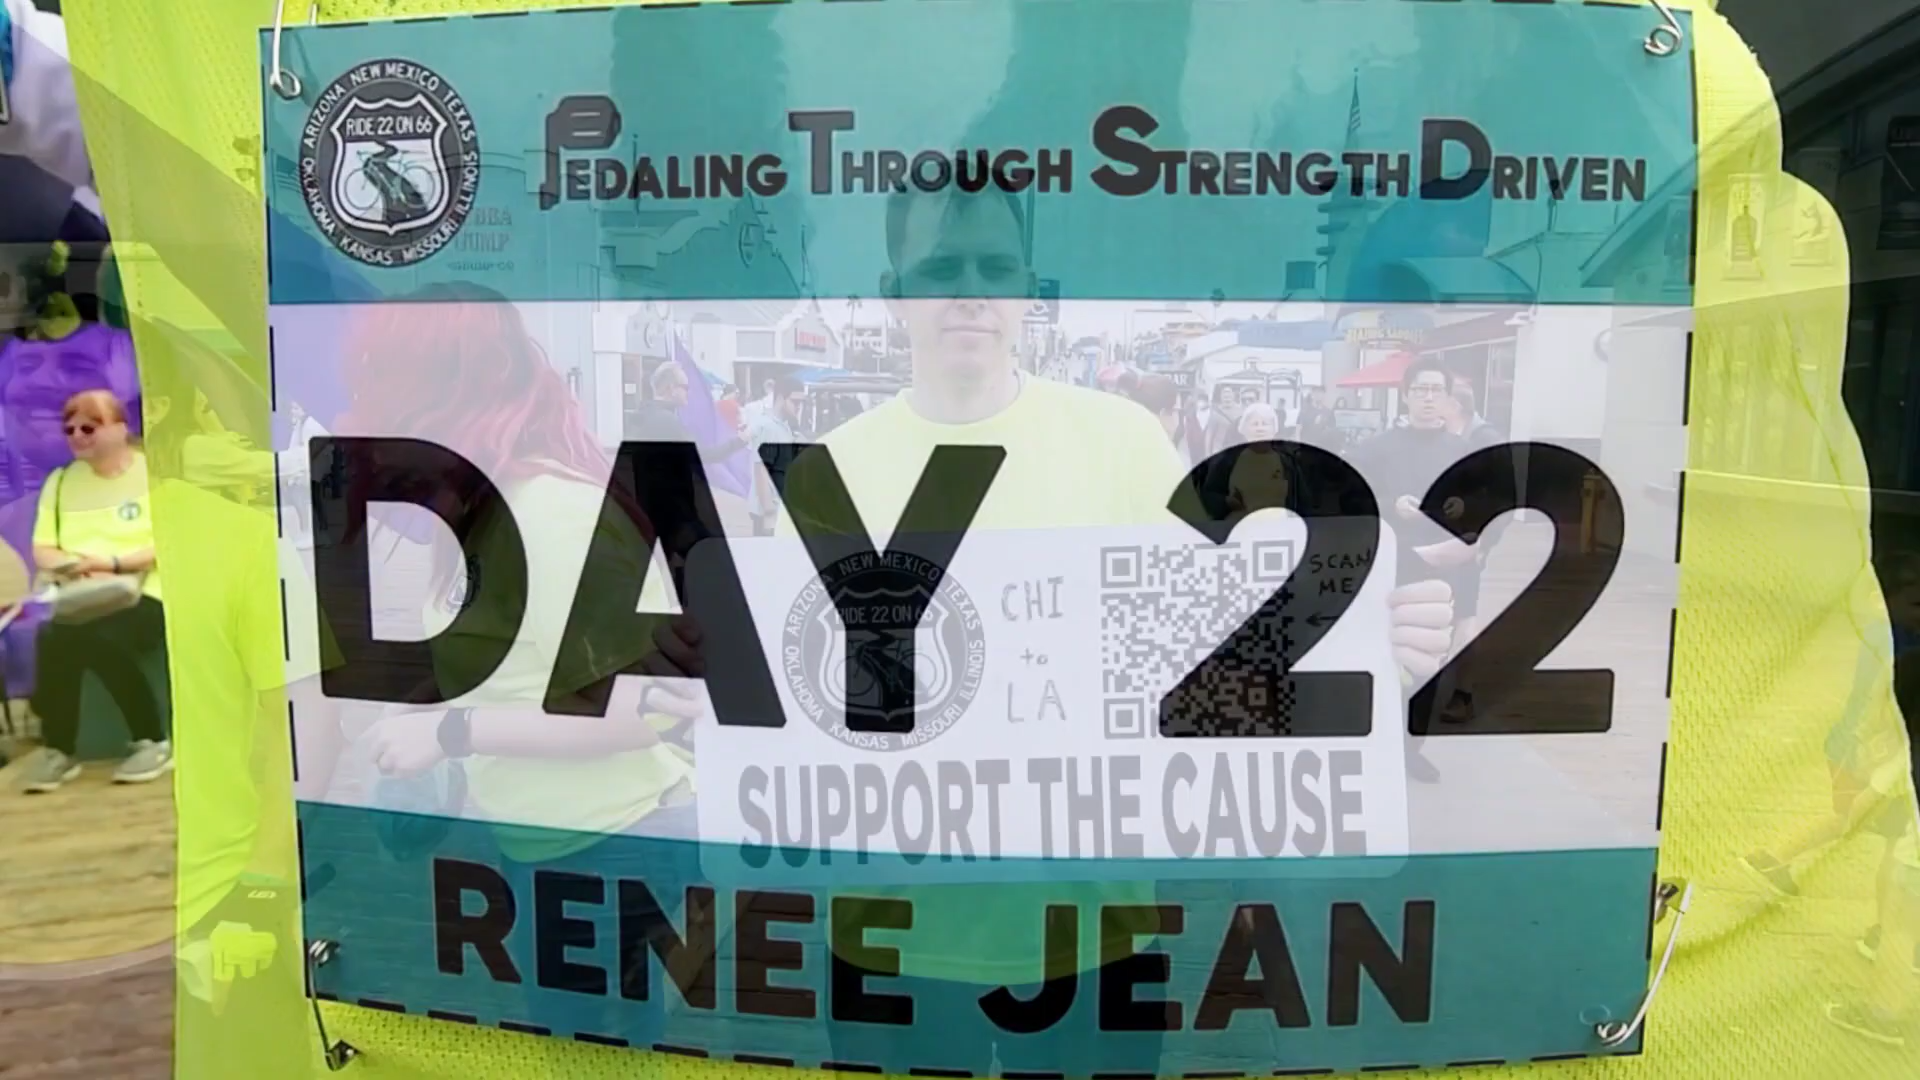 ARIZONA NEW MEXICO TEXAS
RIDE 22 ON 66
OKLAHOMA KANSAS MISSOURI ILLINOIS
PEDALING THROUGH STRENGTH DRIVEN
DAY 22
ARIZONA NEW MEXICO TEXAS
RIDE 22 ON 66
OKLAHOMA KANSAS MISSOURI ILLINOIS
CHI
to
LA
SCAN
ME
SUPPORT THE CAUSE
RENEE JEAN